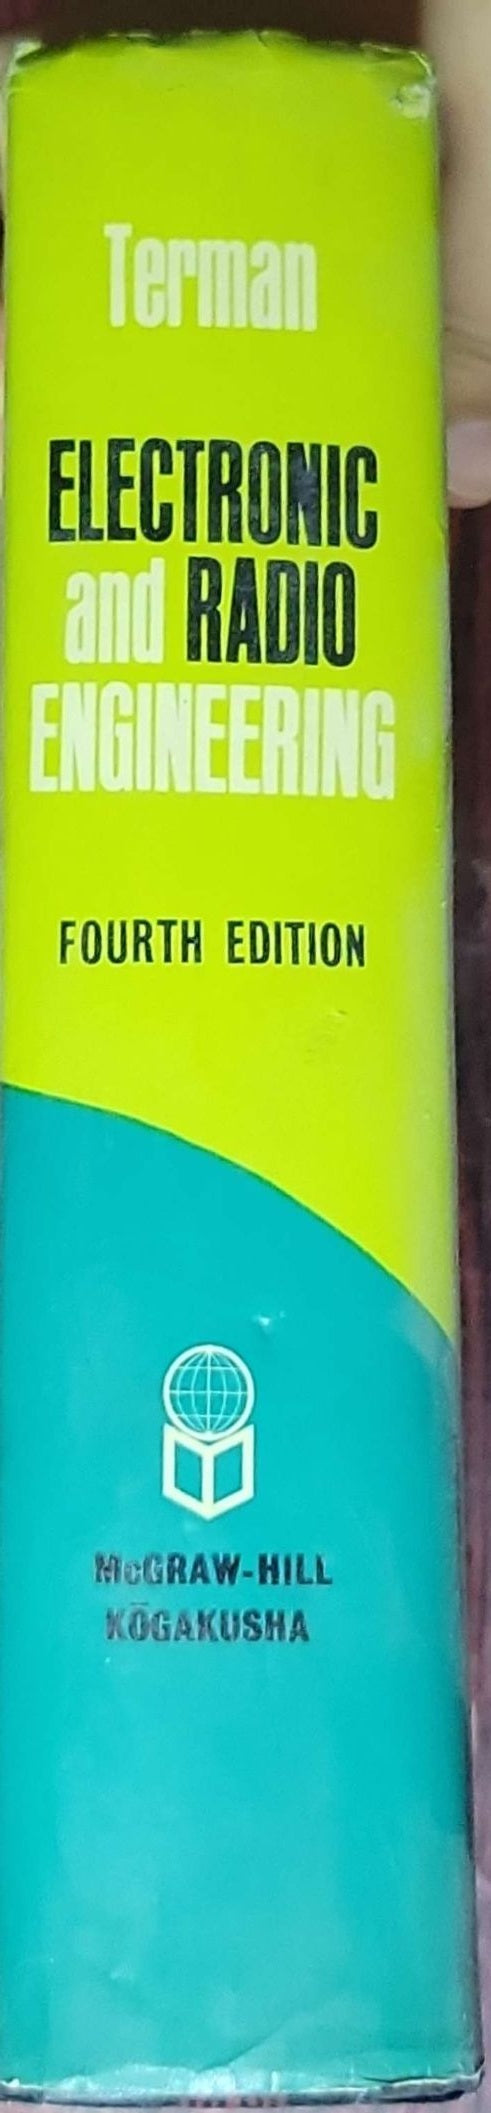 Terman
ELECTRONIC
and RADIO
ENGINEERING
FOURTH EDITION
McGRAW-HILL
KŌGAKUSHA